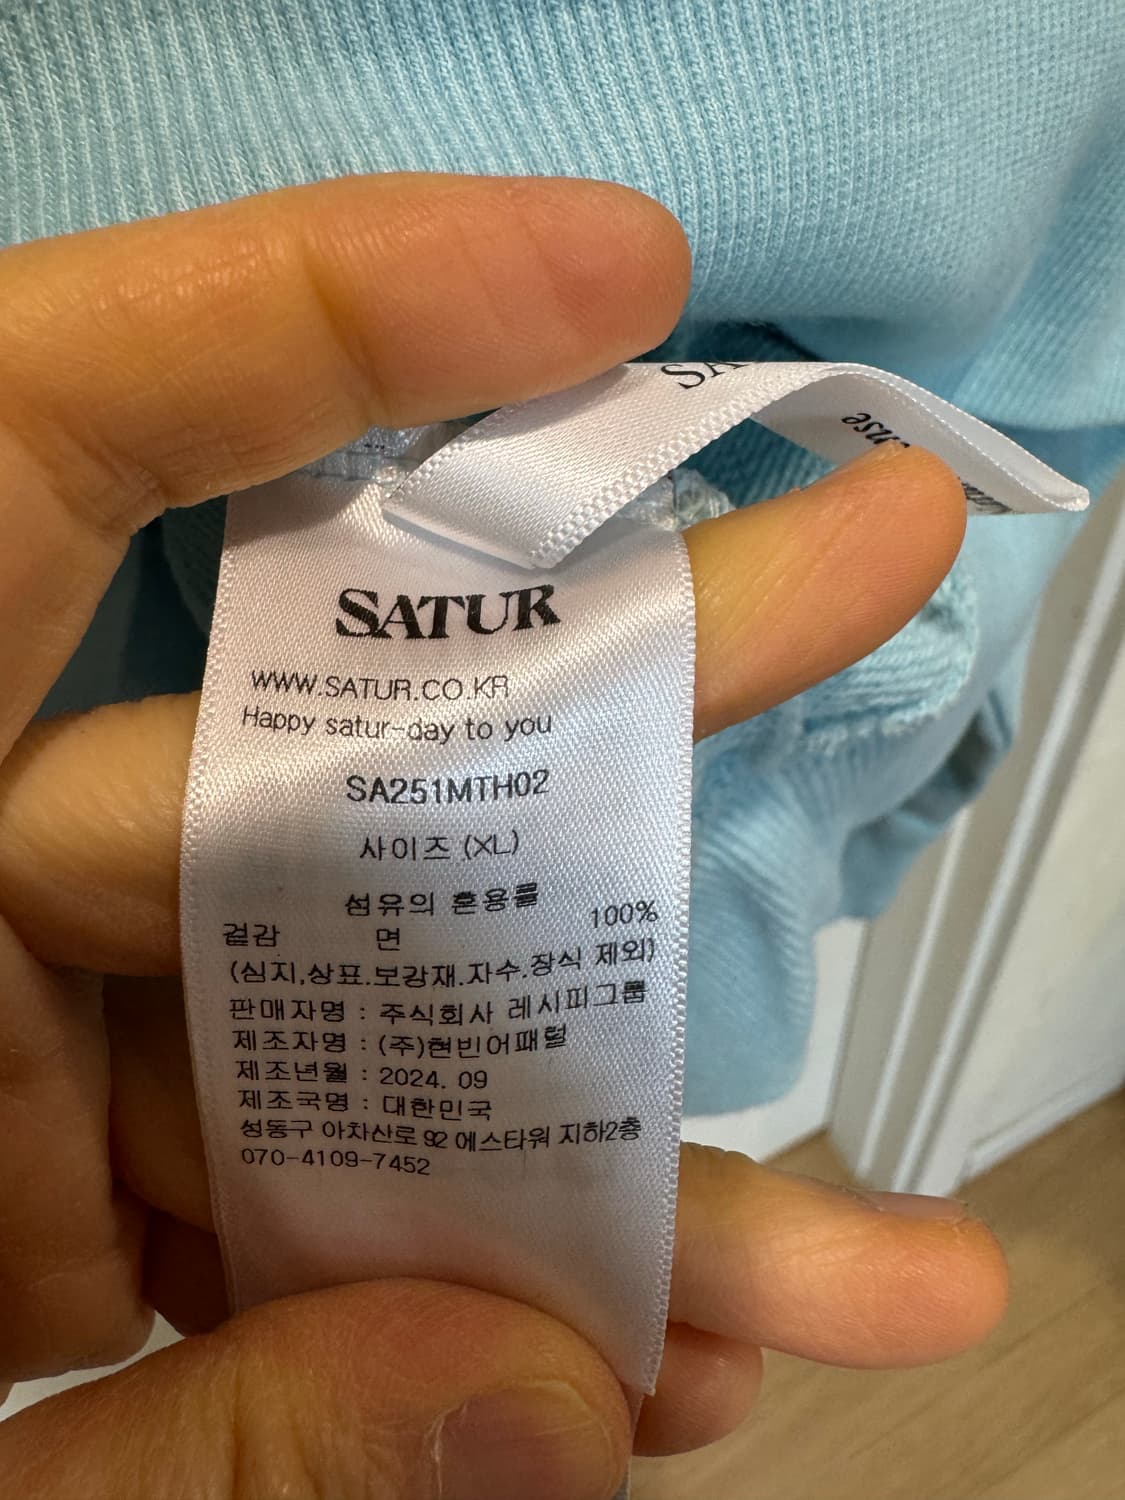 SATUR
WWW.SATUR.CO.KR
Happy satur-day to you
SA251MTH02
사이즈 (XL)
섬유의 혼용률
겉감 면 100%
(심지,상표.보강재.자수.장식 제외)
판매자명 : 주식회사 레시피그룹
제조자명 : (주)현빈어패럴
제조년월 : 2024. 09
제조국명 : 대한민국
성동구 아차산로 92 에스타워 지하2층
070-4109-7452